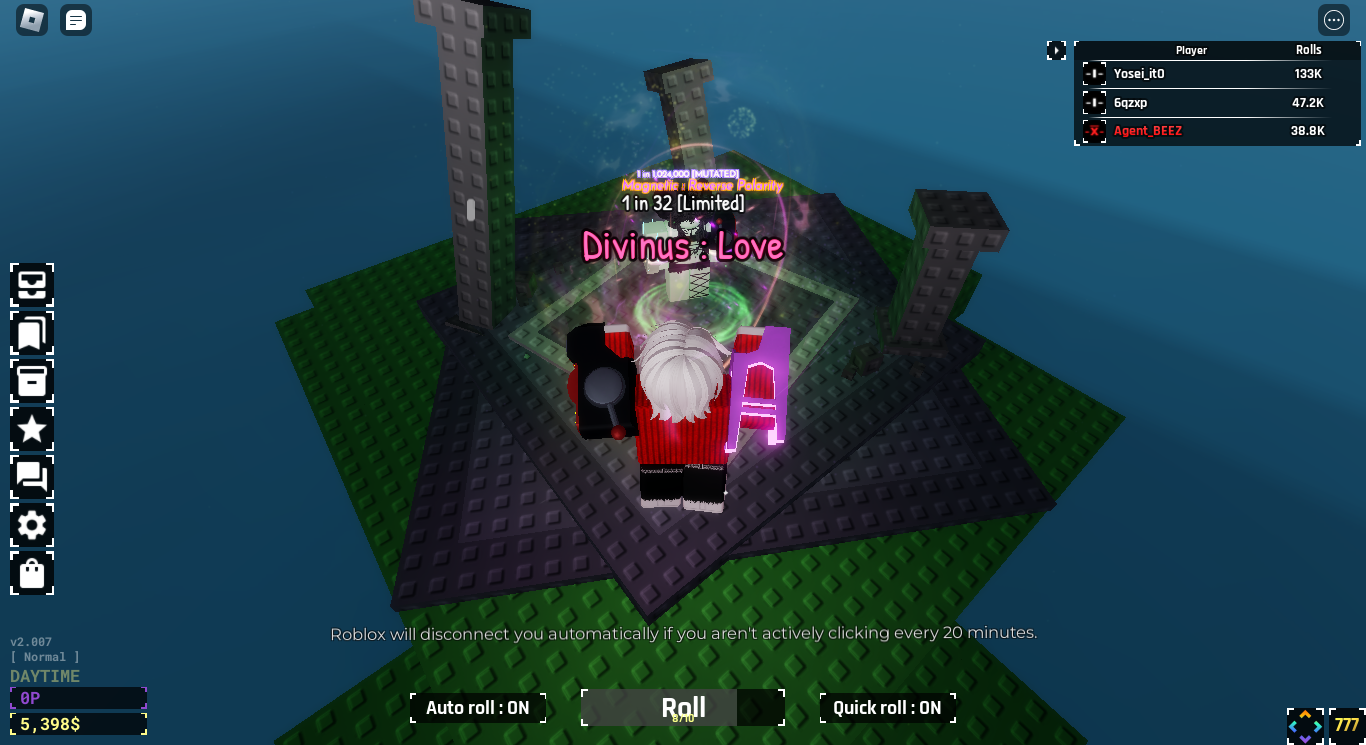 Player Rolls
Yosei_it0 133K
6qzxp 47.2K
Agent_BEEZ 38.8K
1 in 1,024,000 [MUTATED]
Magnetic : Reverse Polarity
1 in 32 [Limited]
Divinus : Love
Roblox will disconnect you automatically if you aren't actively clicking every 20 minutes.
v2.007
[ Normal ]
DAYTIME
0P
5,398$
Auto roll : ON
Roll
8/10
Quick roll : ON
777